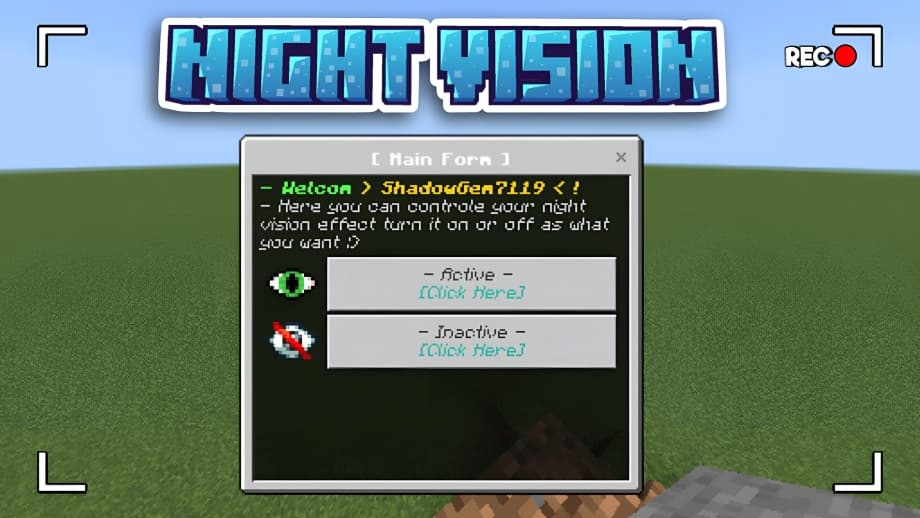 NIGHT VISION
REC
[ Main Form ]
- Welcom > ShadowGem7119 < !
- Here you can controle your night
vision effect turn it on or off as what
you want :)
- Active -
[Click Here]
- Inactive -
[Click Here]